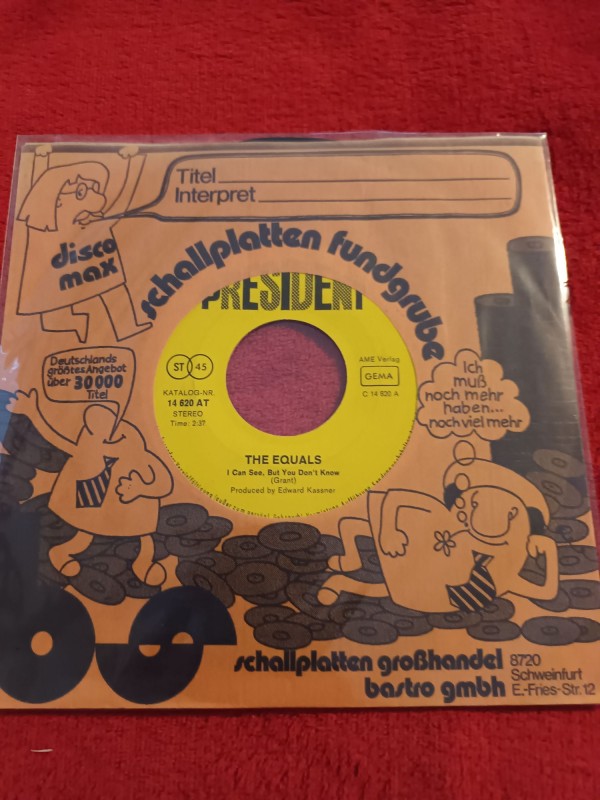 Titel
Interpret
disco
max
schallplatten fundgrube
PRESIDENT
ST 45
KATALOG-NR.
14 620 AT
STEREO
Time: 2:37
AME Verlag
GEMA
C 14 620 A
THE EQUALS
I Can See, But You Don't Know
(Grant)
Produced by Edward Kassner
Deutschlands
größtes Angebot
über 30000
Titel
Ich
muß
noch mehr
haben...
noch viel mehr
bs
schallplatten großhandel
bastro gmbh
8720
Schweinfurt
E.-Fries-Str. 12